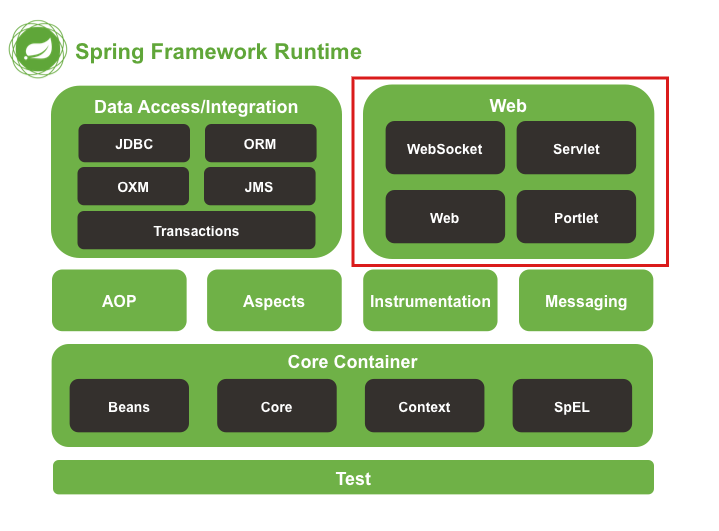 Spring Framework Runtime
Data Access/Integration
JDBC
ORM
OXM
JMS
Transactions
Web
WebSocket
Servlet
Web
Portlet
AOP
Aspects
Instrumentation
Messaging
Core Container
Beans
Core
Context
SpEL
Test